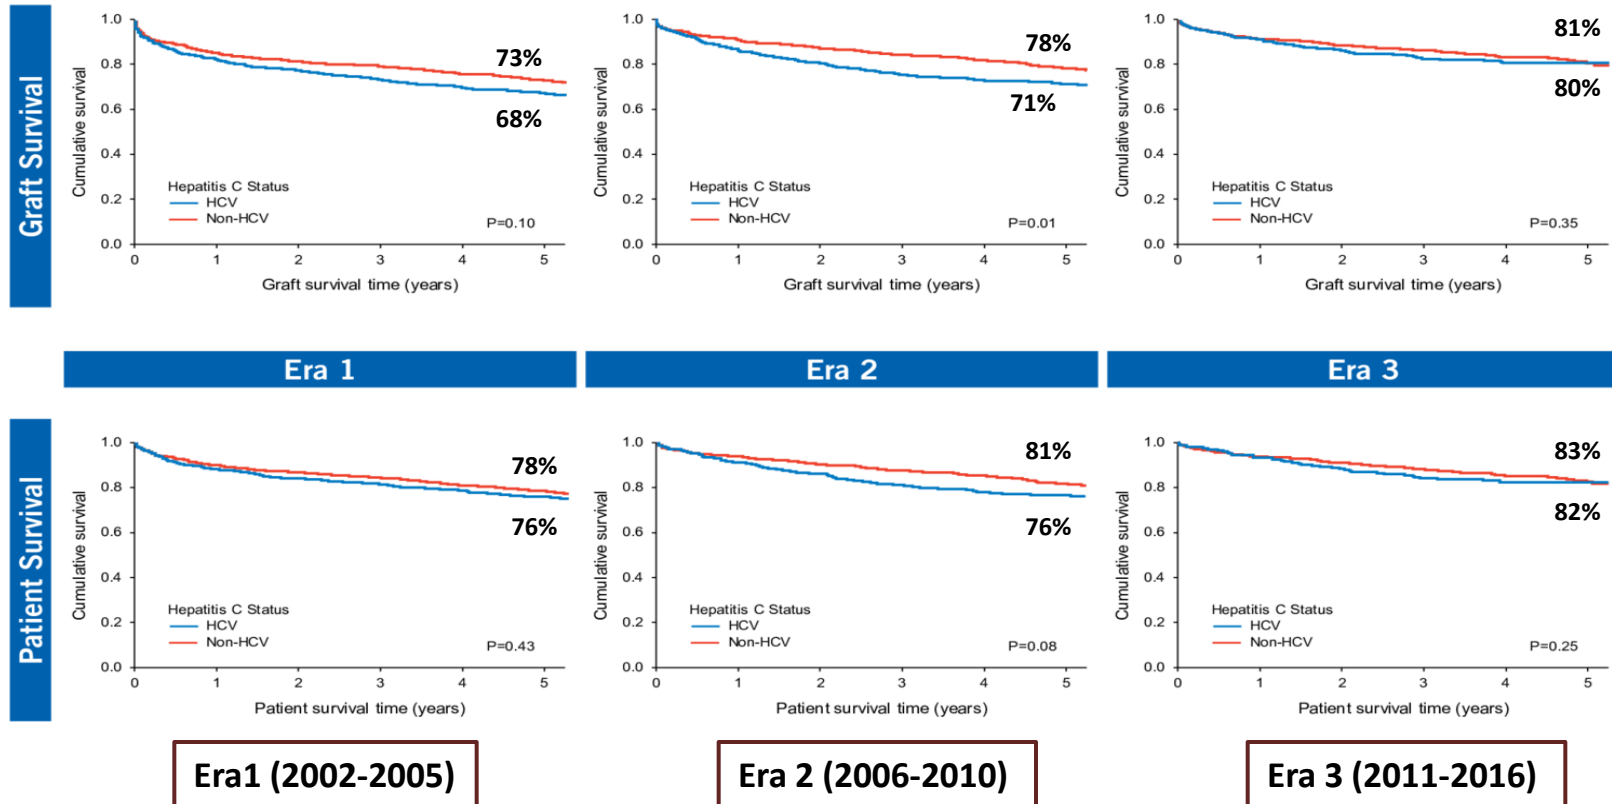 Graft Survival
Cumulative survival
1.0
0.8
0.6
0.4
0.2
0.0
73%
68%
Hepatitis C Status
HCV
Non-HCV
P=0.10
0 1 2 3 4 5
Graft survival time (years)
Cumulative survival
1.0
0.8
0.6
0.4
0.2
0.0
78%
71%
Hepatitis C Status
HCV
Non-HCV
P=0.01
0 1 2 3 4 5
Graft survival time (years)
Cumulative survival
1.0
0.8
0.6
0.4
0.2
0.0
81%
80%
Hepatitis C Status
HCV
Non-HCV
P=0.35
0 1 2 3 4 5
Graft survival time (years)
Era 1
Era 2
Era 3
Patient Survival
Cumulative survival
1.0
0.8
0.6
0.4
0.2
0.0
78%
76%
Hepatitis C Status
HCV
Non-HCV
P=0.43
0 1 2 3 4 5
Patient survival time (years)
Cumulative survival
1.0
0.8
0.6
0.4
0.2
0.0
81%
76%
Hepatitis C Status
HCV
Non-HCV
P=0.08
0 1 2 3 4 5
Patient survival time (years)
Cumulative survival
1.0
0.8
0.6
0.4
0.2
0.0
83%
82%
Hepatitis C Status
HCV
Non-HCV
P=0.25
0 1 2 3 4 5
Patient survival time (years)
Era1 (2002-2005)
Era 2 (2006-2010)
Era 3 (2011-2016)